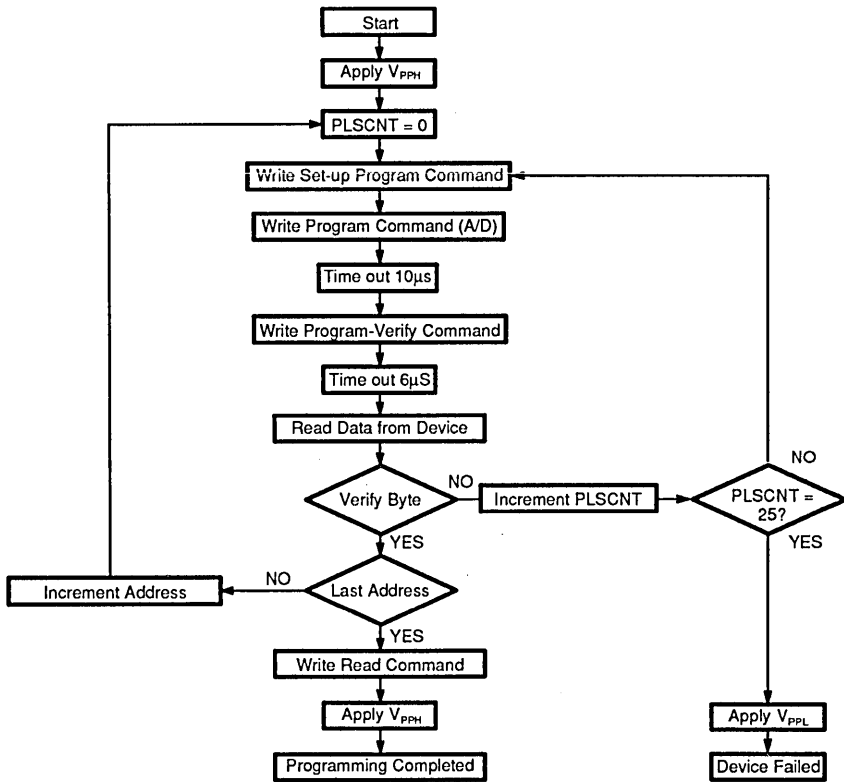 Start
Apply VPPH
PLSCNT = 0
Write Set-up Program Command
Write Program Command (A/D)
Time out 10µs
Write Program-Verify Command
Time out 6µS
Read Data from Device
Verify Byte
NO
Increment PLSCNT
PLSCNT =
25?
NO
YES
YES
Last Address
NO
Increment Address
YES
Write Read Command
Apply VPPH
Programming Completed
Apply VPPL
Device Failed